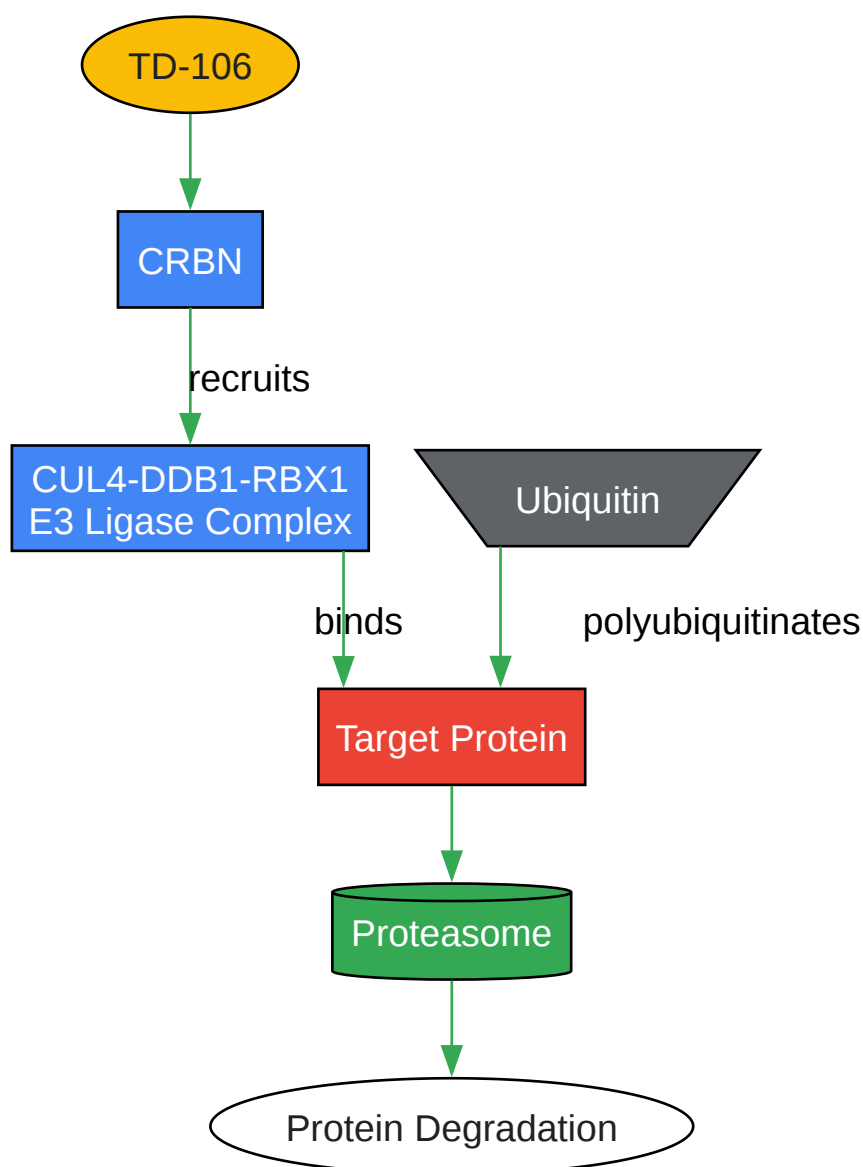 TD-106
CRBN
recruits
CUL4-DDB1-RBX1
E3 Ligase Complex
Ubiquitin
binds
polyubiquitinates
Target Protein
Proteasome
Protein Degradation